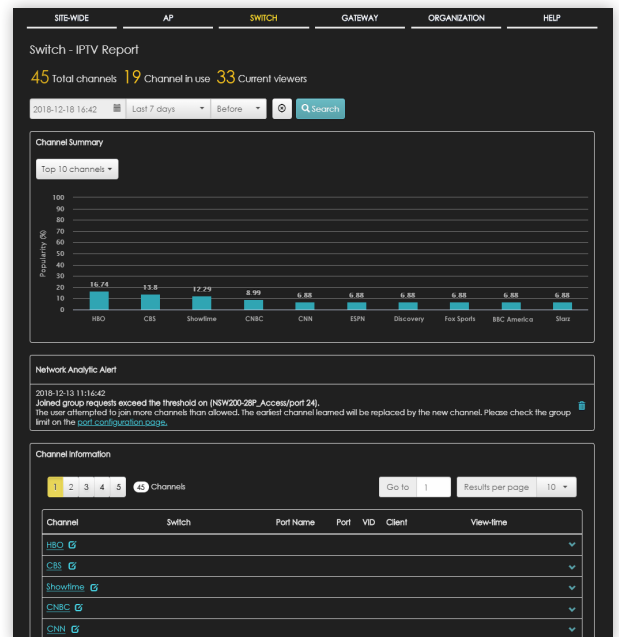 SITE-WIDE AP SWITCH GATEWAY ORGANIZATION HELP
Switch - IPTV Report
45 Total channels 19 Channel in use 33 Current viewers
2018-12-18 16:42 Last 7 days Before Search
Channel Summary
Top 10 channels
100
90
80
70
60
50
40
30
20
10
0
Popularity (%)
16.74 13.8 12.29 8.99 6.88 6.88 6.88 6.88 6.88 6.88
HBO CBS Showtime CNBC CNN ESPN Discovery Fox Sports BBC America Starz
Network Analytic Alert
2018-12-13 11:16:42
Joined group requests exceed the threshold on (NSW200-28P_Access/port 24).
The user attempted to join more channels than allowed. The earliest channel learned will be replaced by the new channel. Please check the group
limit on the port configuration page.
Channel Information
1 2 3 4 5 45 Channels Go to 1 Results per page 10
Channel Switch Port Name Port VID Client View-time
HBO
CBS
Showtime
CNBC
CNN